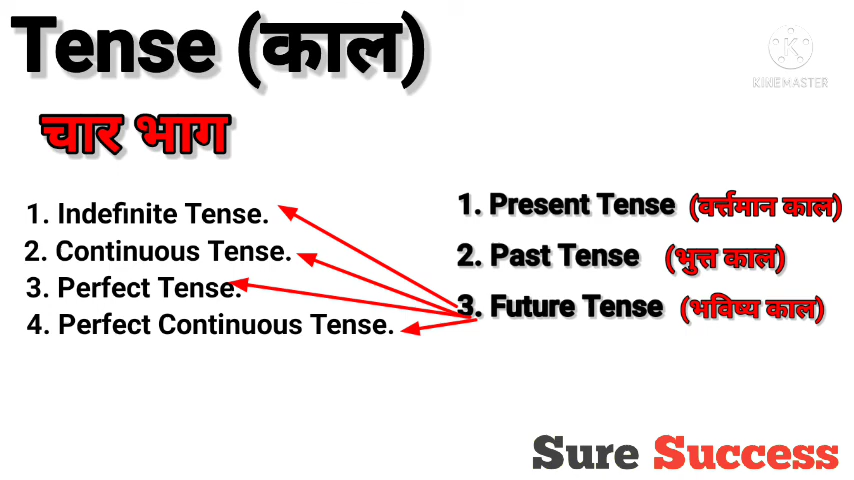 Tense (काल)
KINEMASTER
चार भाग
1. Indefinite Tense.
2. Continuous Tense.
3. Perfect Tense.
4. Perfect Continuous Tense.
1. Present Tense (वर्त्तमान काल)
2. Past Tense (भुत्त काल)
3. Future Tense (भविष्य काल)
Sure Success